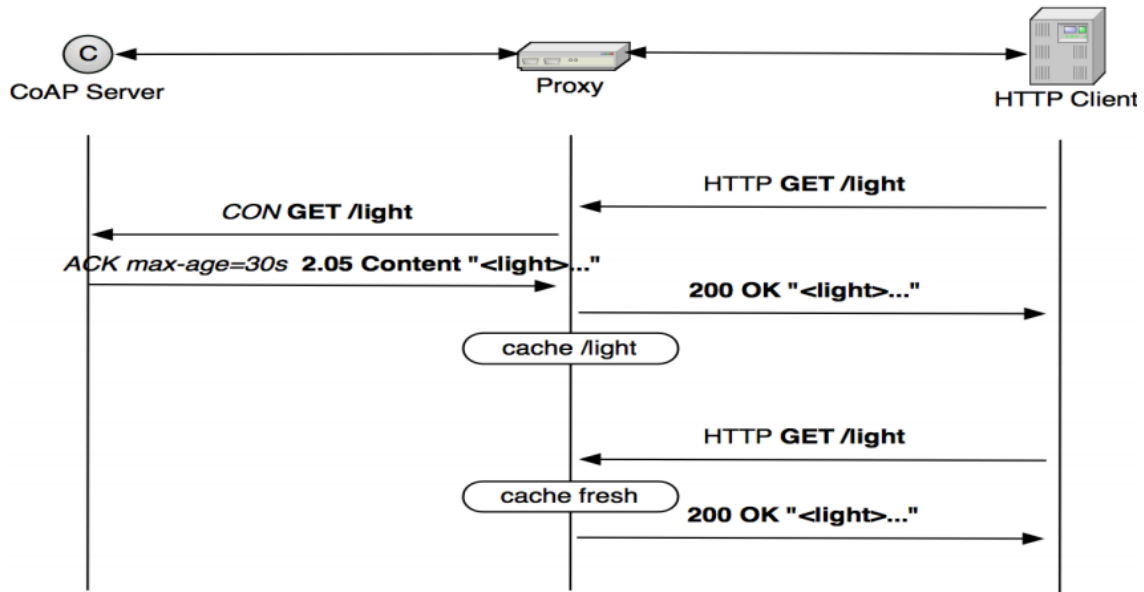 C
CoAP Server
Proxy
HTTP Client
HTTP GET /light
CON GET /light
ACK max-age=30s 2.05 Content "<light>..."
200 OK "<light>..."
cache /light
HTTP GET /light
cache fresh
200 OK "<light>..."